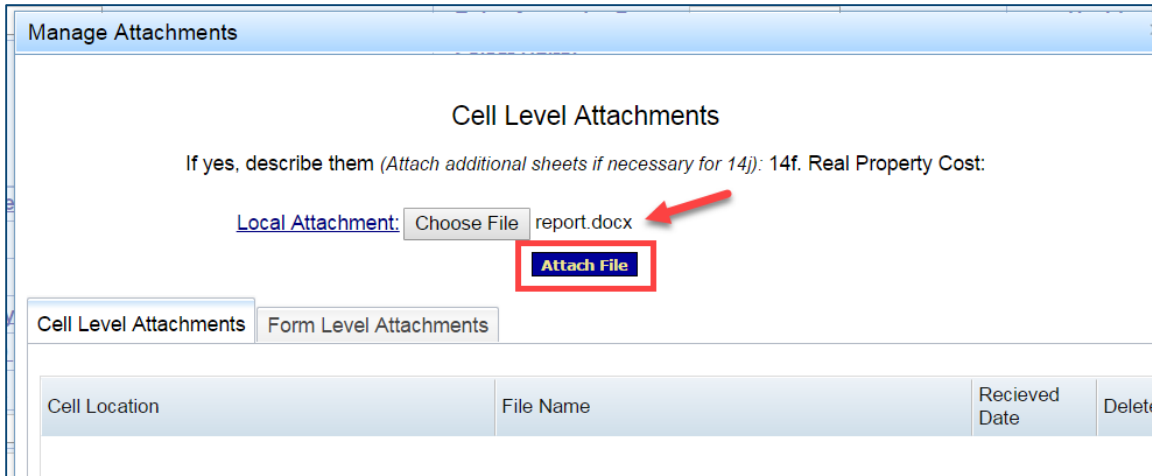 Manage Attachments
Cell Level Attachments
If yes, describe them (Attach additional sheets if necessary for 14j): 14f. Real Property Cost:
Local Attachment: Choose File report.docx
Attach File
Cell Level Attachments Form Level Attachments
Cell Location File Name Recieved Date Delete